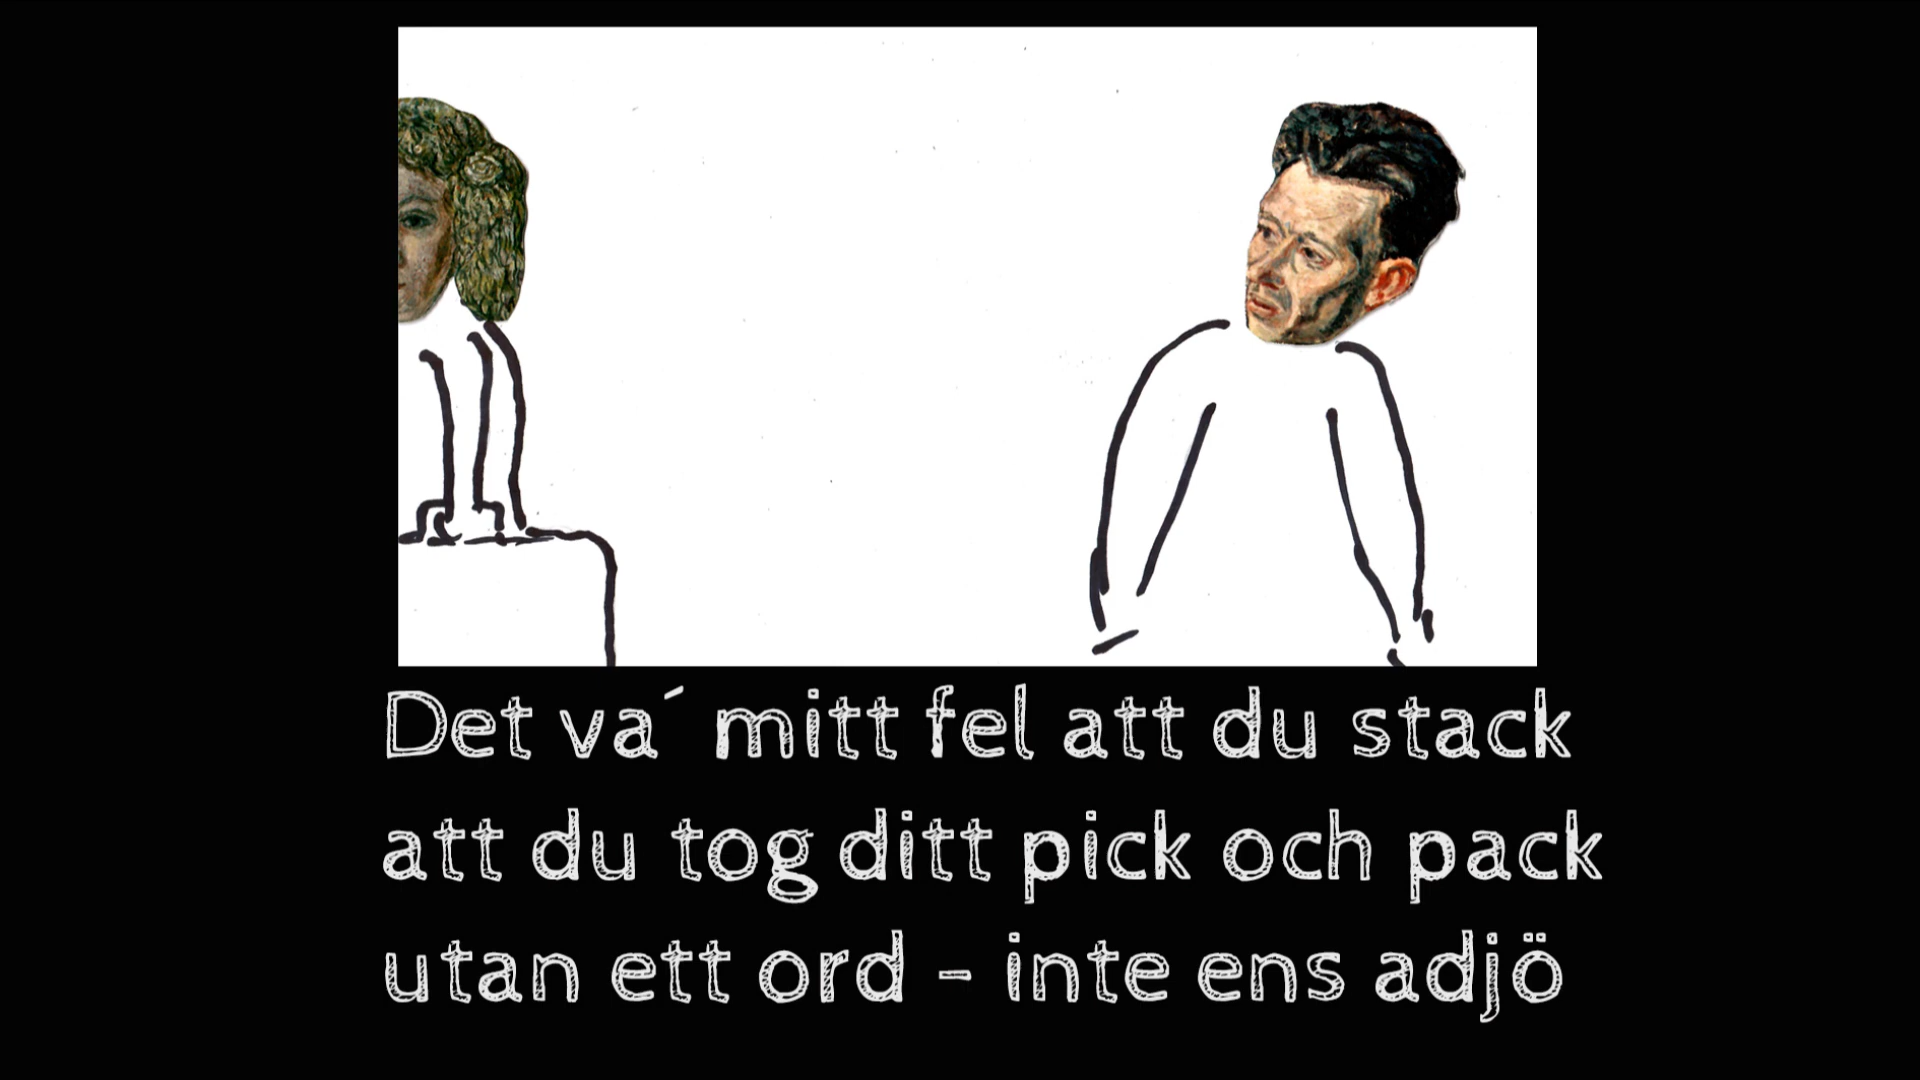 Det va´ mitt fel att du stack
att du tog ditt pick och pack
utan ett ord - inte ens adjö